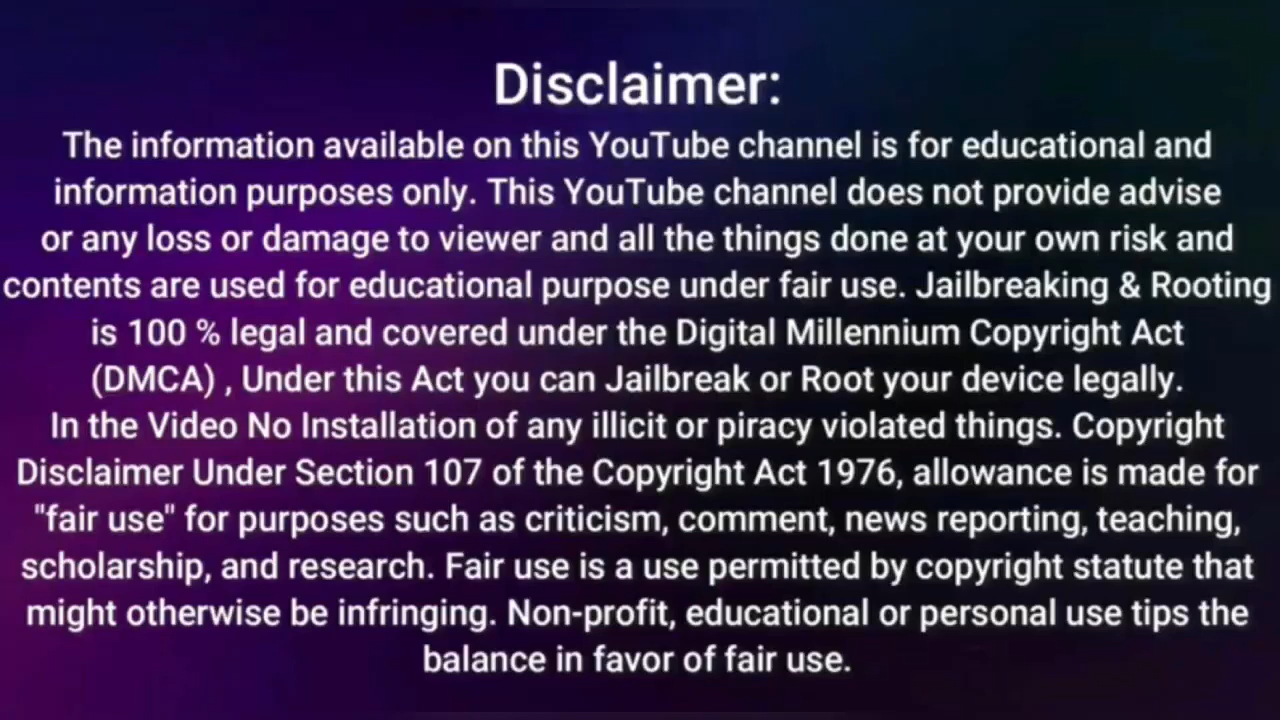 Disclaimer:
The information available on this YouTube channel is for educational and
information purposes only. This YouTube channel does not provide advise
or any loss or damage to viewer and all the things done at your own risk and
contents are used for educational purpose under fair use. Jailbreaking & Rooting
is 100 % legal and covered under the Digital Millennium Copyright Act
(DMCA) , Under this Act you can Jailbreak or Root your device legally.
In the Video No Installation of any illicit or piracy violated things. Copyright
Disclaimer Under Section 107 of the Copyright Act 1976, allowance is made for
"fair use" for purposes such as criticism, comment, news reporting, teaching,
scholarship, and research. Fair use is a use permitted by copyright statute that
might otherwise be infringing. Non-profit, educational or personal use tips the
balance in favor of fair use.